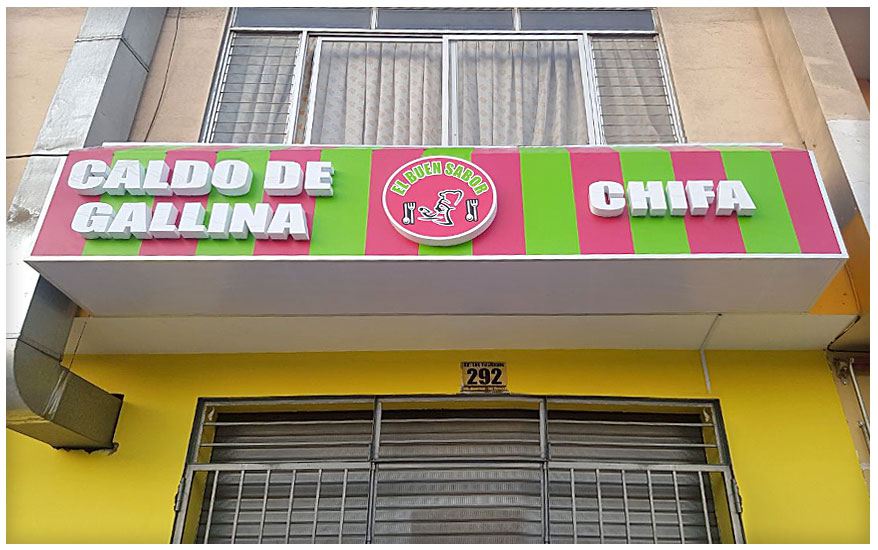 CALDO DE
GALLINA
EL BUEN SABOR
CHIFA
292